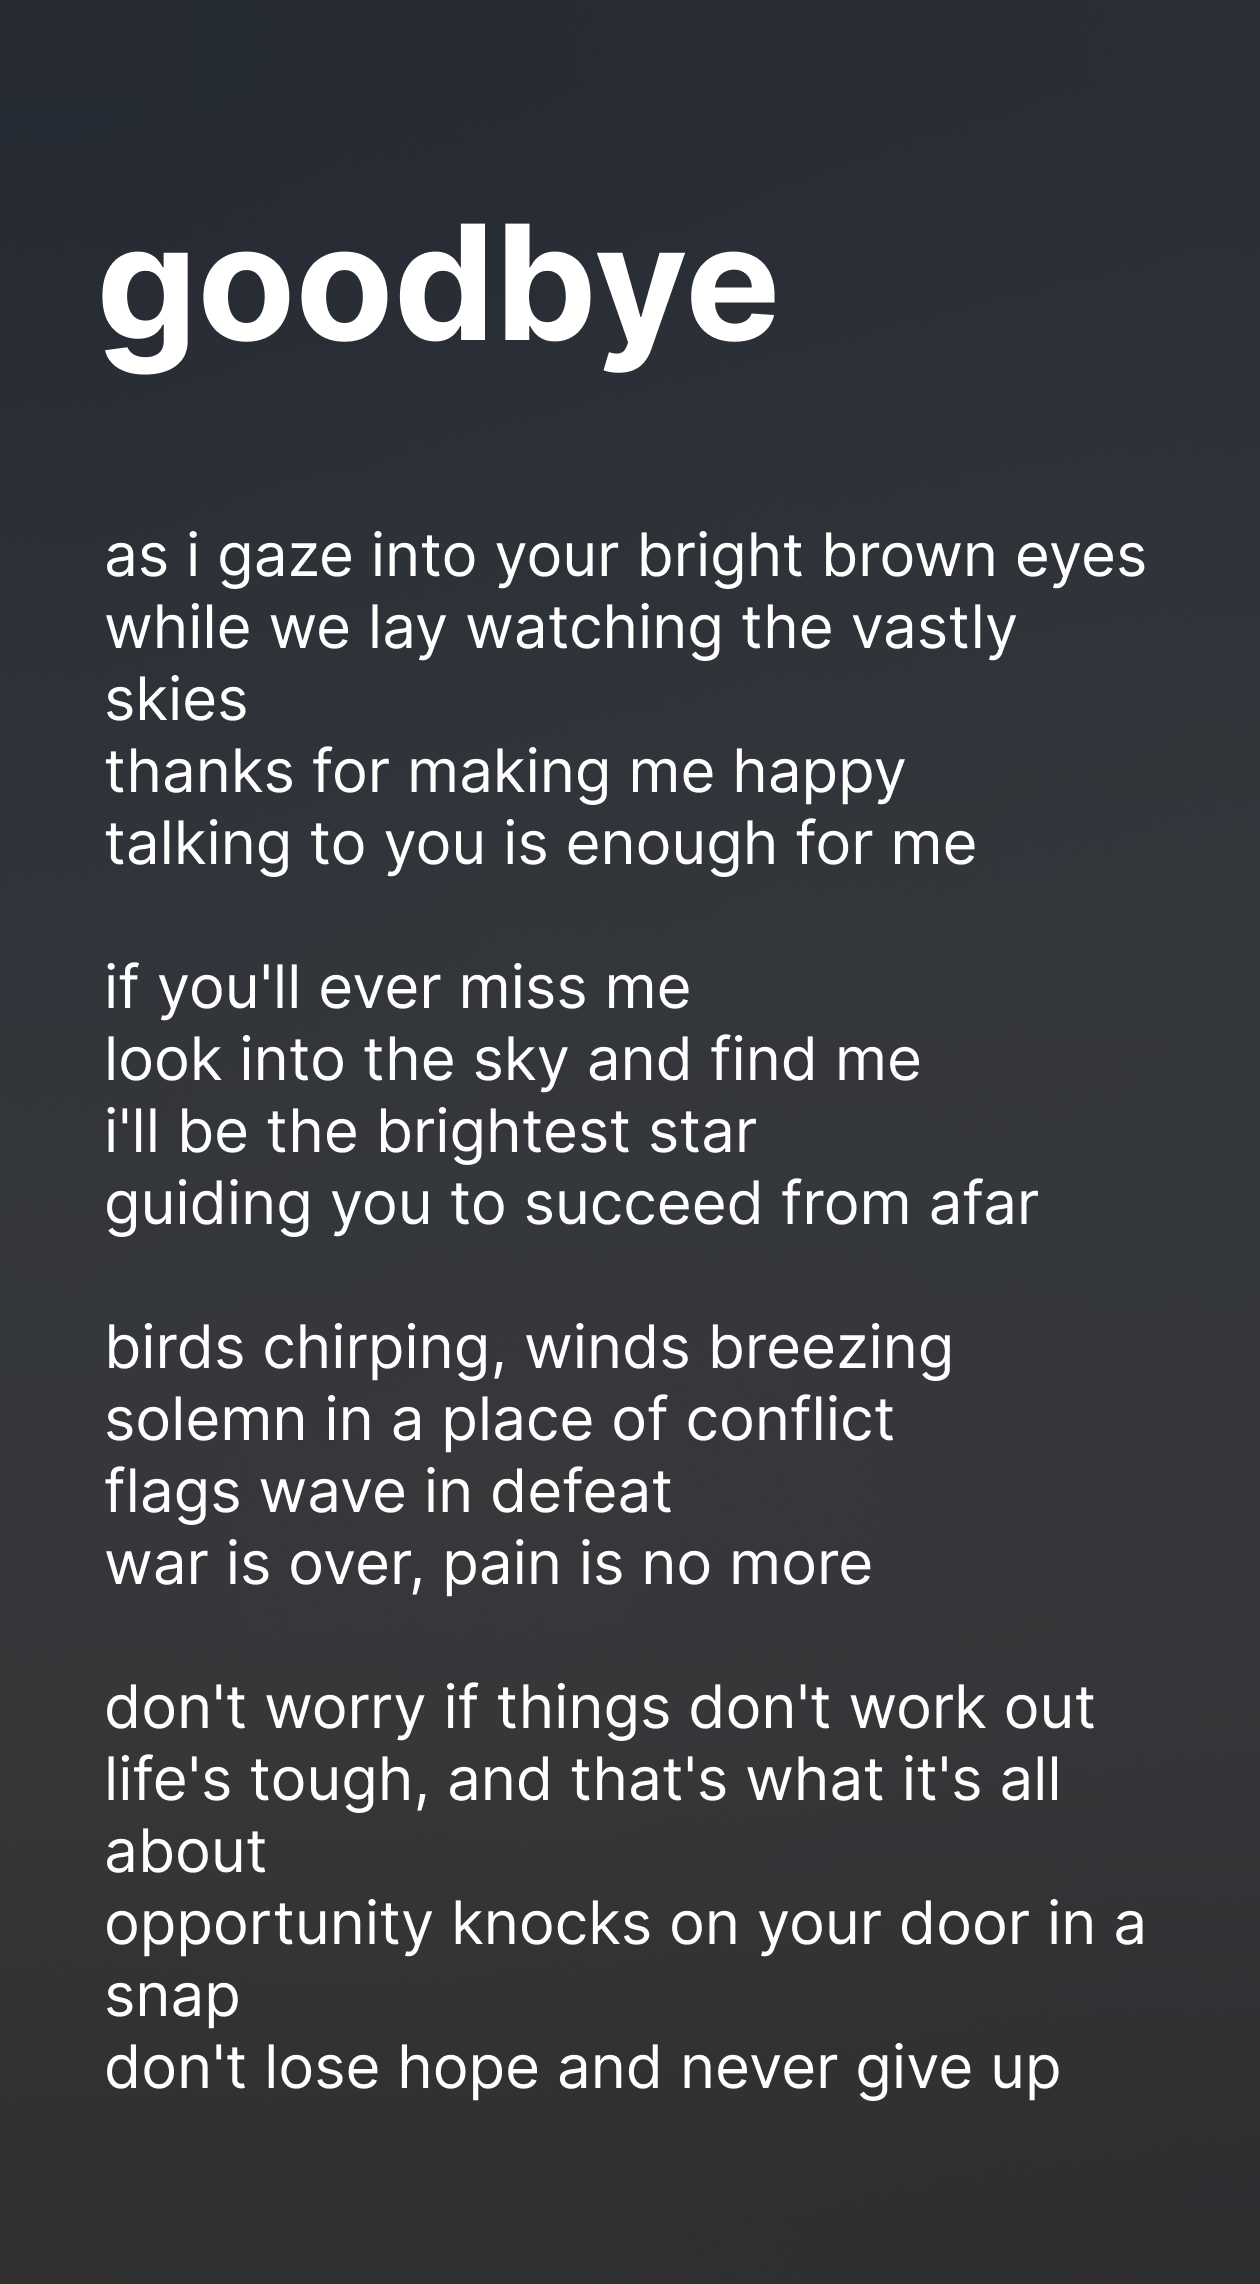 goodbye
as i gaze into your bright brown eyes
while we lay watching the vastly
skies
thanks for making me happy
talking to you is enough for me
if you'll ever miss me
look into the sky and find me
i'll be the brightest star
guiding you to succeed from afar
birds chirping, winds breezing
solemn in a place of conflict
flags wave in defeat
war is over, pain is no more
don't worry if things don't work out
life's tough, and that's what it's all
about
opportunity knocks on your door in a
snap
don't lose hope and never give up